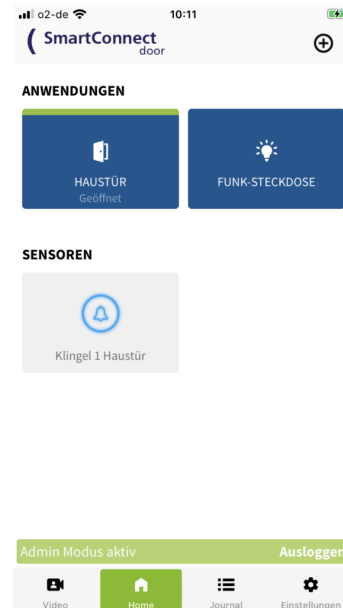 o2-de 10:11
SmartConnect
door
ANWENDUNGEN
HAUSTÜR
Geöffnet
FUNK-STECKDOSE
SENSOREN
Klingel 1 Haustür
Admin Modus aktiv Ausloggen
Video Home Journal Einstellungen